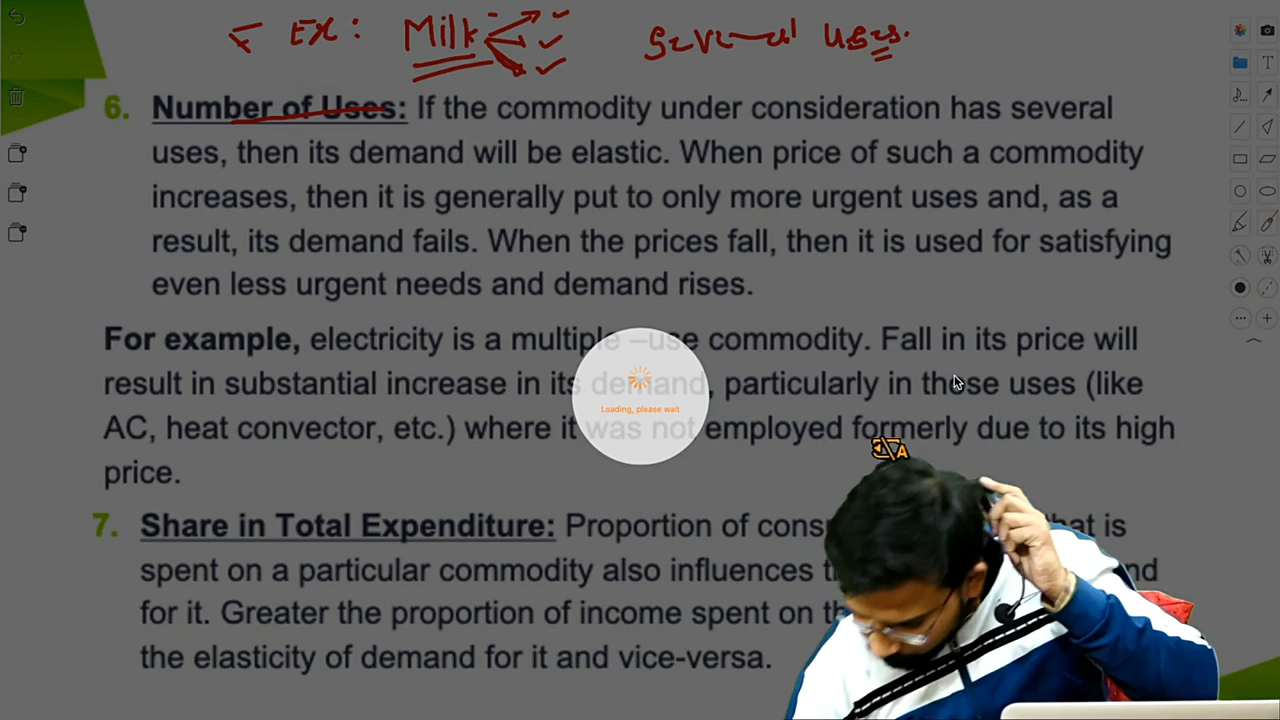 Ex: Milk several uses.
6. Number of Uses: If the commodity under consideration has several
uses, then its demand will be elastic. When price of such a commodity
increases, then it is generally put to only more urgent uses and, as a
result, its demand fails. When the prices fall, then it is used for satisfying
even less urgent needs and demand rises.
For example, electricity is a multiple –use commodity. Fall in its price will
result in substantial increase in its demand, particularly in those uses (like
Loading, please wait
AC, heat convector, etc.) where it was not employed formerly due to its high
price.
7. Share in Total Expenditure: Proportion of that is
spent on a particular commodity also influences
for it. Greater the proportion of income spent on
the elasticity of demand for it and vice-versa.